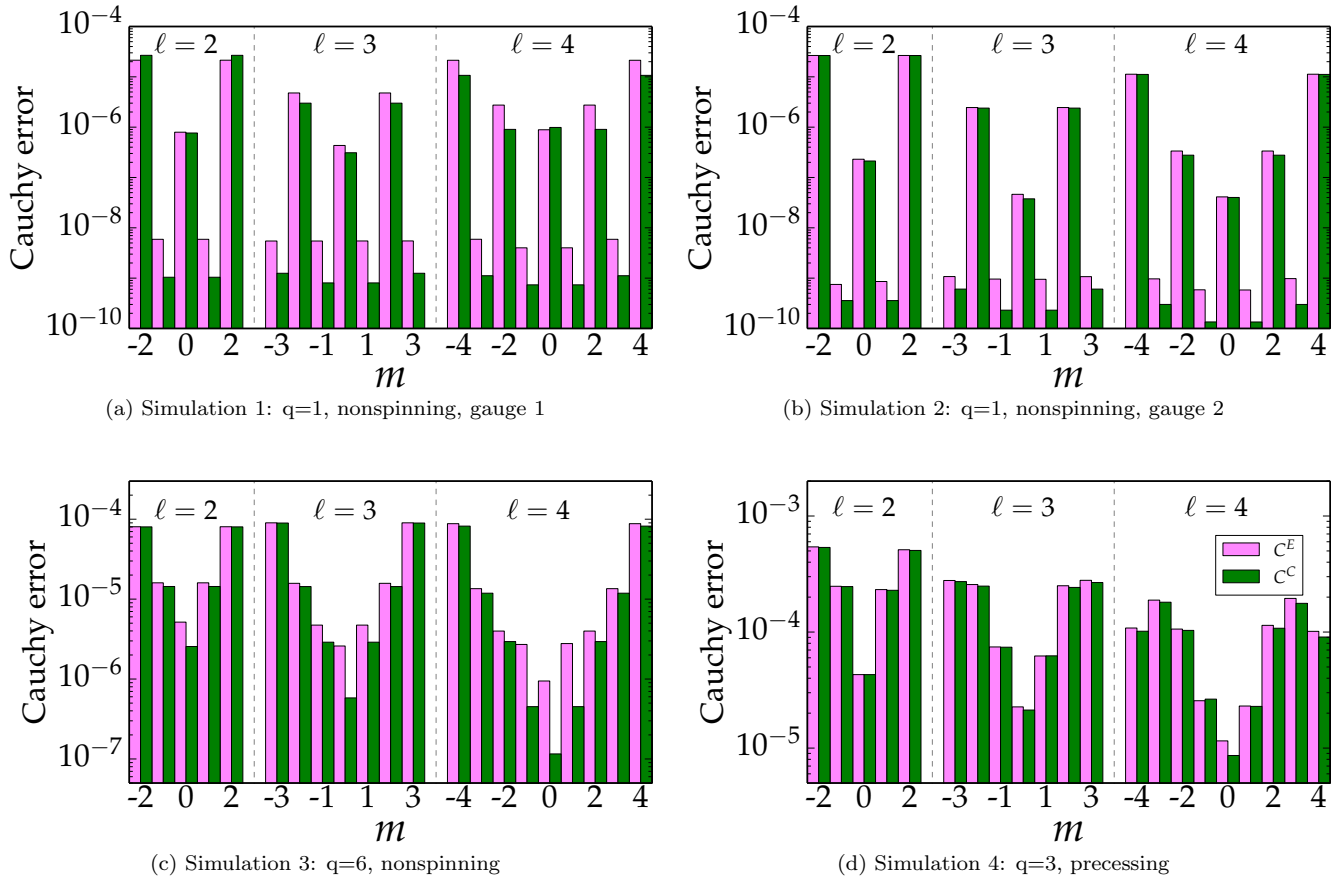 10⁻⁴
10⁻⁶
10⁻⁸
10⁻¹⁰
Cauchy error
ℓ = 2 ℓ = 3 ℓ = 4
-2 0 2 -3 -1 1 3 -4 -2 0 2 4
m
(a) Simulation 1: q=1, nonspinning, gauge 1
10⁻⁴
10⁻⁶
10⁻⁸
10⁻¹⁰
Cauchy error
ℓ = 2 ℓ = 3 ℓ = 4
-2 0 2 -3 -1 1 3 -4 -2 0 2 4
m
(b) Simulation 2: q=1, nonspinning, gauge 2
10⁻⁴
10⁻⁵
10⁻⁶
10⁻⁷
Cauchy error
ℓ = 2 ℓ = 3 ℓ = 4
-2 0 2 -3 -1 1 3 -4 -2 0 2 4
m
(c) Simulation 3: q=6, nonspinning
10⁻³
10⁻⁴
10⁻⁵
Cauchy error
ℓ = 2 ℓ = 3 ℓ = 4
Cᴱ
Cᶜ
-2 0 2 -3 -1 1 3 -4 -2 0 2 4
m
(d) Simulation 4: q=3, precessing